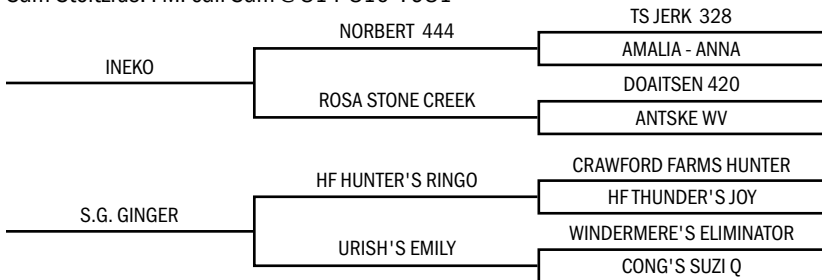 TS JERK 328
NORBERT 444
AMALIA - ANNA
INEKO
DOAITSEN 420
ROSA STONE CREEK
ANTSKE WV
CRAWFORD FARMS HUNTER
HF HUNTER'S RINGO
HF THUNDER'S JOY
S.G. GINGER
WINDERMERE'S ELIMINATOR
URISH'S EMILY
CONG'S SUZI Q